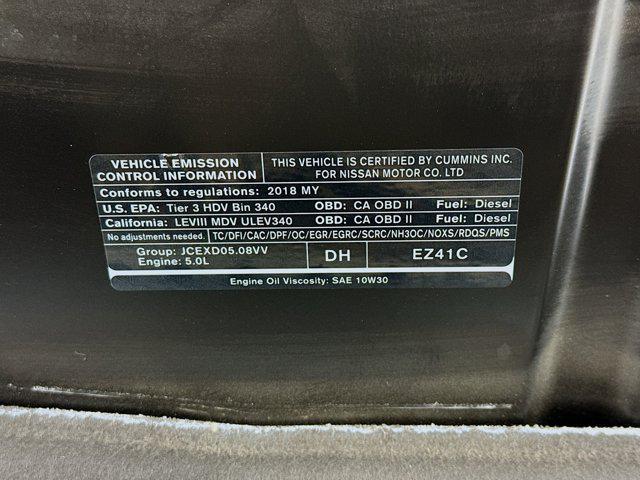 VEHICLE EMISSION
CONTROL INFORMATION
THIS VEHICLE IS CERTIFIED BY CUMMINS INC.
FOR NISSAN MOTOR CO. LTD
Conforms to regulations: 2018 MY
U.S. EPA: Tier 3 HDV Bin 340 OBD: CA OBD II Fuel: Diesel
California: LEVIII MDV ULEV340 OBD: CA OBD II Fuel: Diesel
No adjustments needed. TC/DFI/CAC/DPF/OC/EGR/EGRC/SCRC/NH3OC/NOXS/RDQS/PMS
Group: JCEXD05.08VV
Engine: 5.0L
DH
EZ41C
Engine Oil Viscosity: SAE 10W30